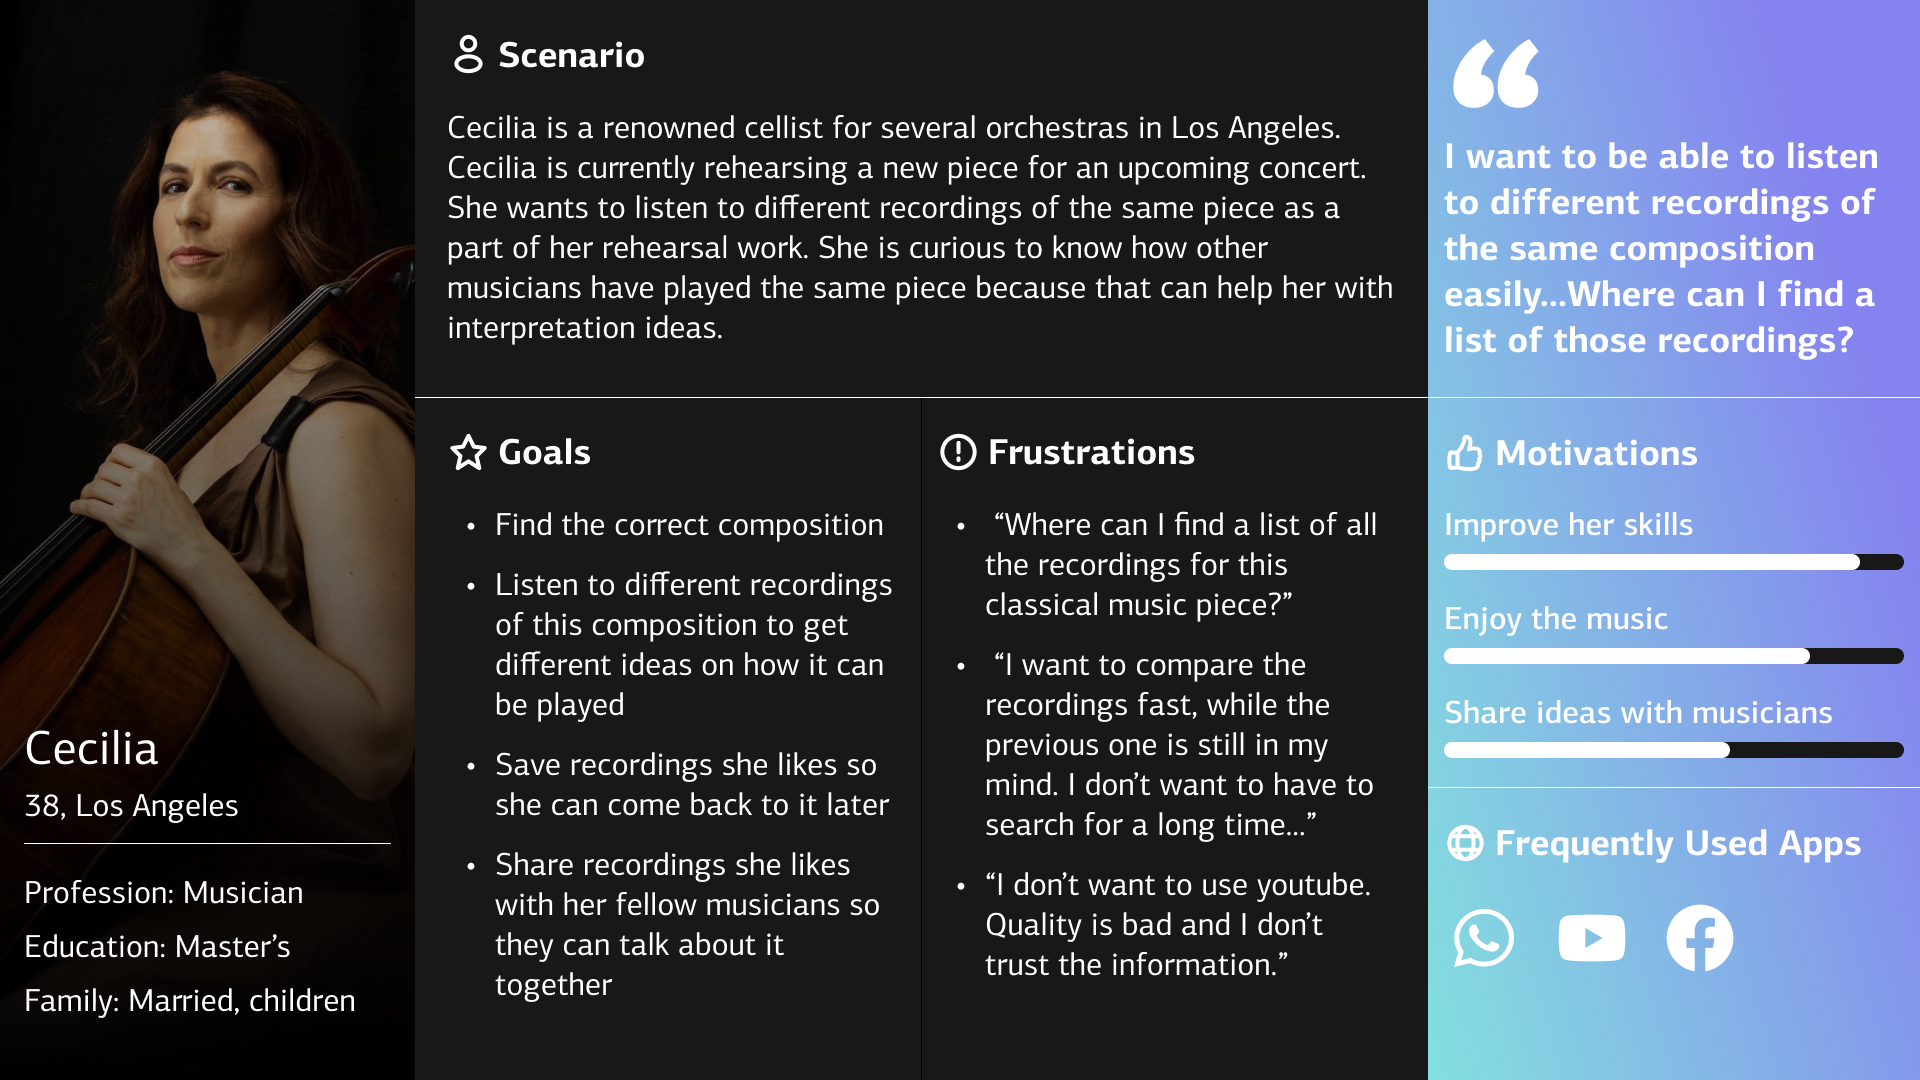 Cecilia
38, Los Angeles
Profession: Musician
Education: Master’s
Family: Married, children
Scenario
Cecilia is a renowned cellist for several orchestras in Los Angeles.
Cecilia is currently rehearsing a new piece for an upcoming concert.
She wants to listen to different recordings of the same piece as a
part of her rehearsal work. She is curious to know how other
musicians have played the same piece because that can help her with
interpretation ideas.
“
I want to be able to listen
to different recordings of
the same composition
easily...Where can I find a
list of those recordings?
Goals
• Find the correct composition
• Listen to different recordings
of this composition to get
different ideas on how it can
be played
• Save recordings she likes so
she can come back to it later
• Share recordings she likes
with her fellow musicians so
they can talk about it
together
Frustrations
• “Where can I find a list of all
the recordings for this
classical music piece?”
• “I want to compare the
recordings fast, while the
previous one is still in my
mind. I don’t want to have to
search for a long time...”
• “I don’t want to use youtube.
Quality is bad and I don’t
trust the information.”
Motivations
Improve her skills
Enjoy the music
Share ideas with musicians
Frequently Used Apps